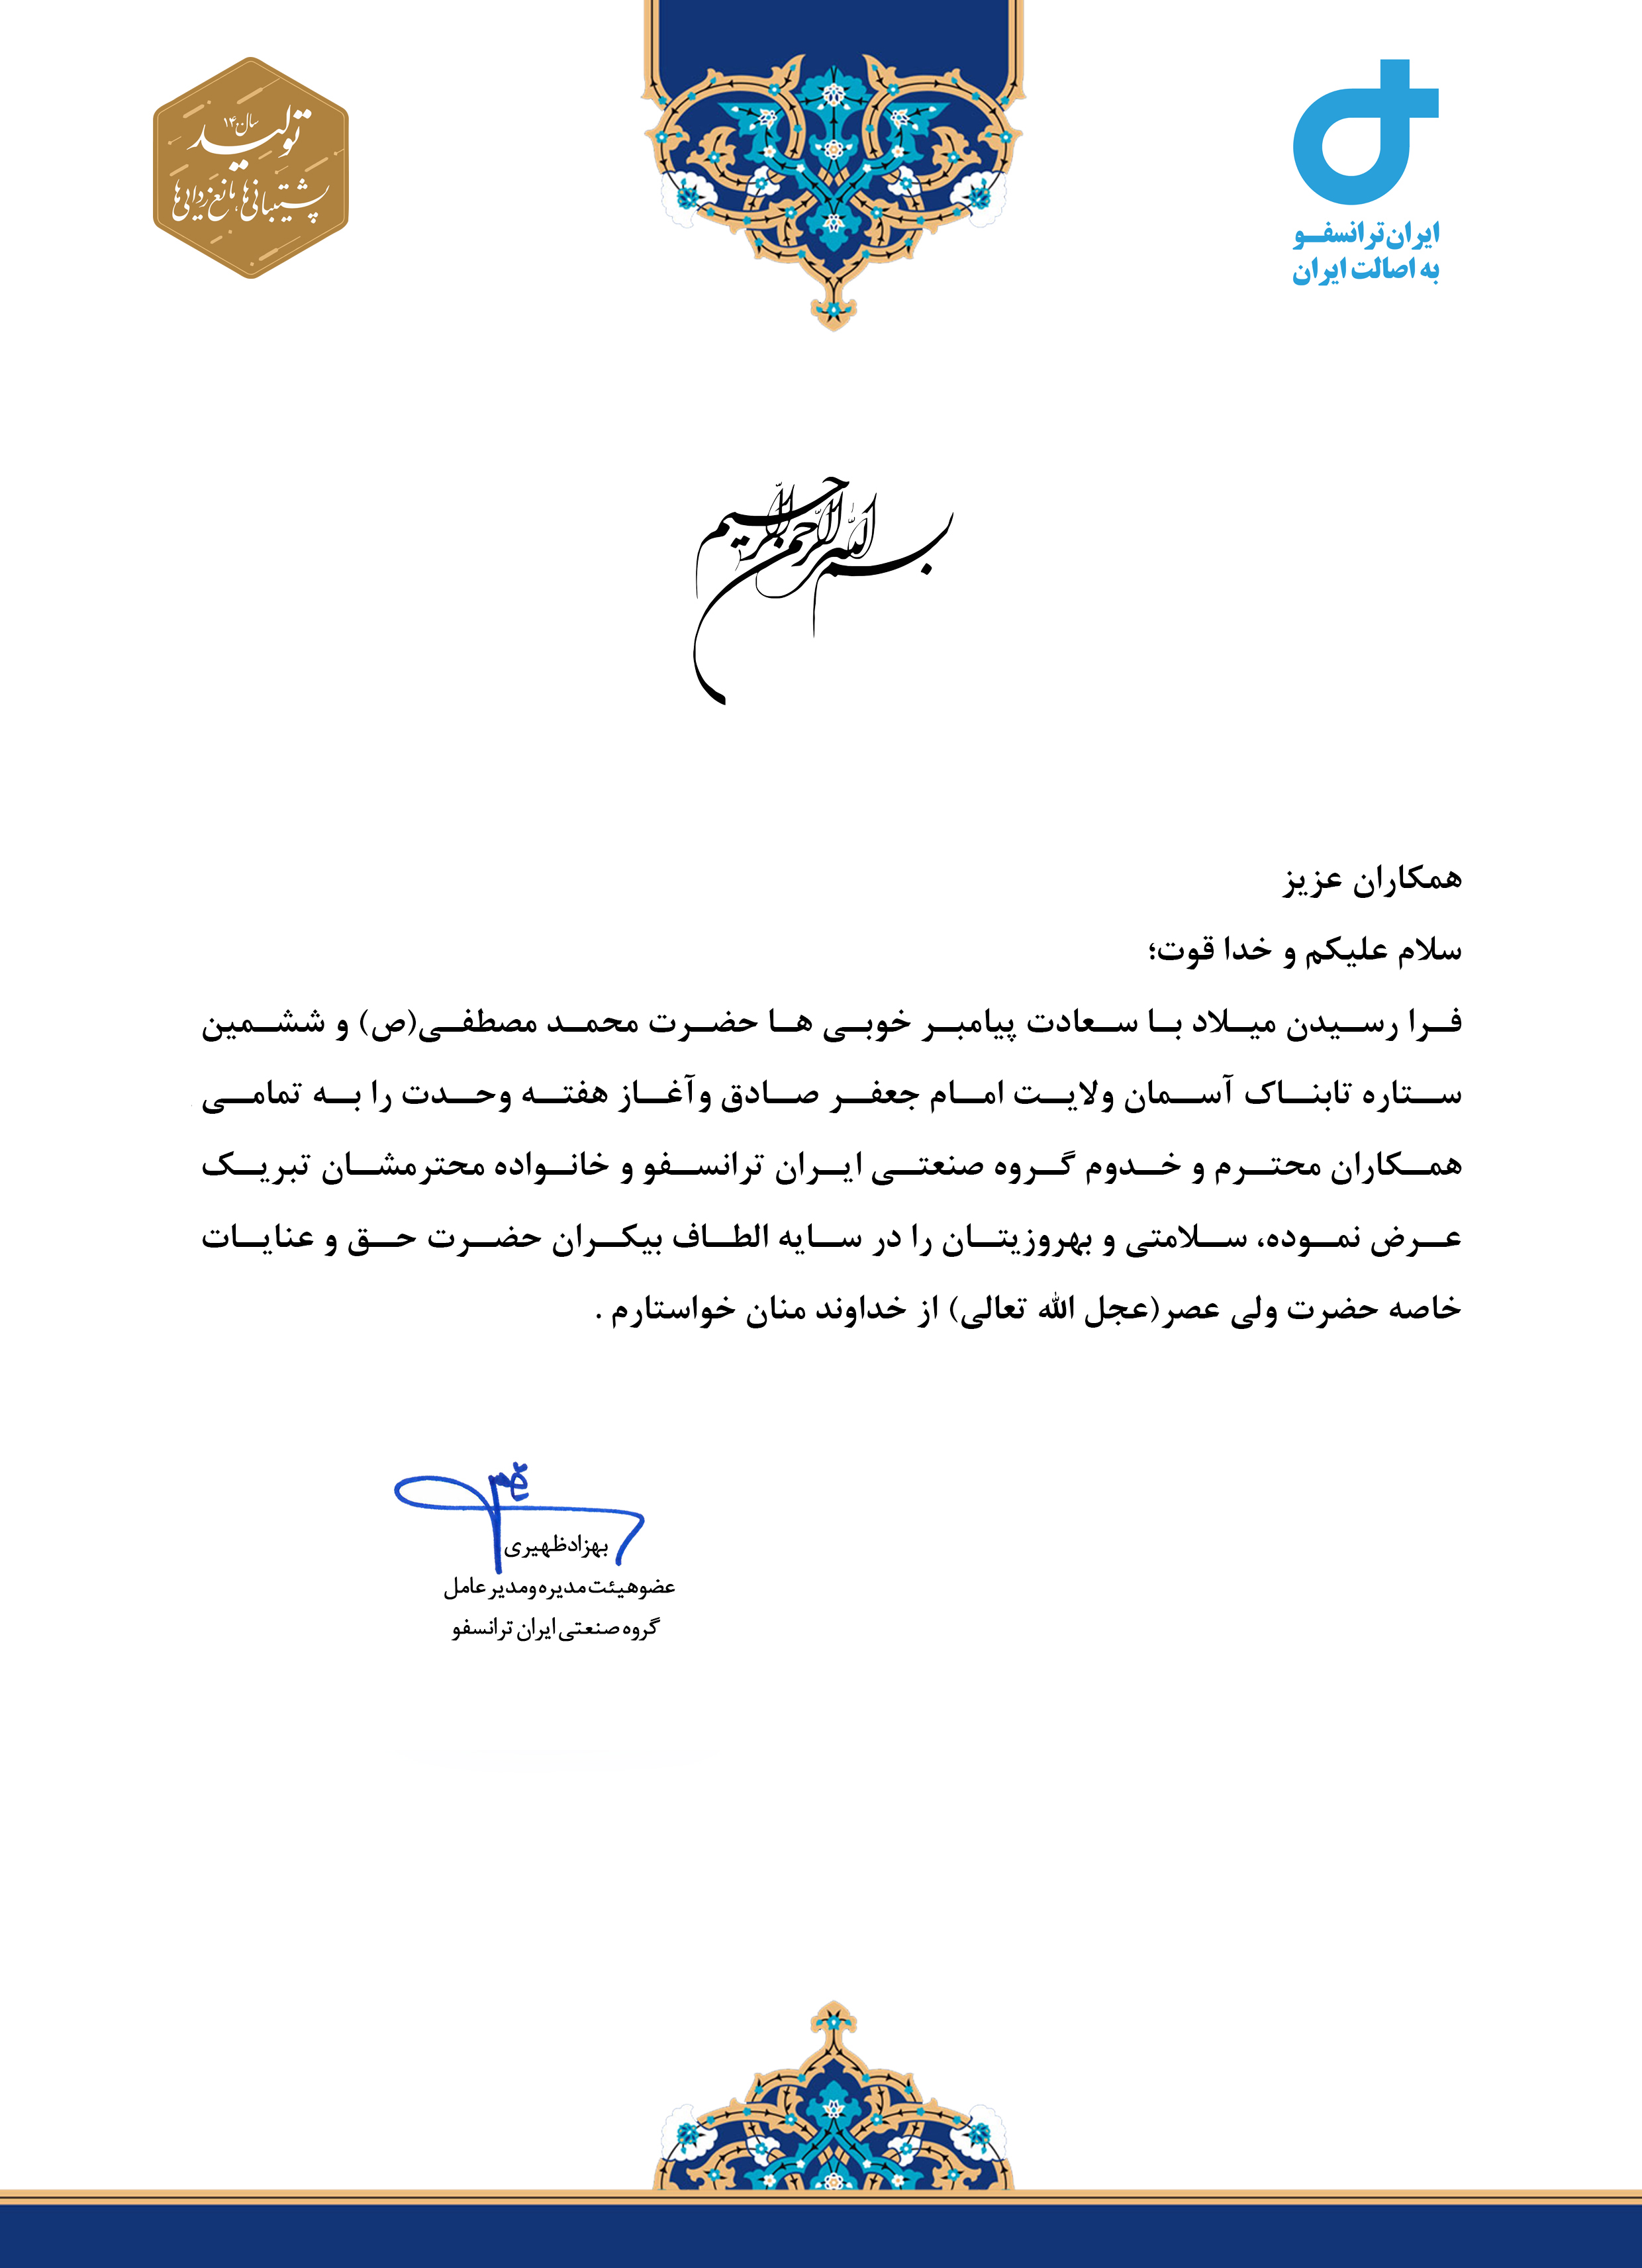 ایران‌ترانسفو
به اصالت ایران
سال ۱۴۰۰
تولید
پشتیبانی‌ها، مانع‌زدایی‌ها
بسم الله الرحمن الرحیم
همکاران عزیز
سلام علیکم و خدا قوت؛
فرا رسیدن میلاد با سعادت پیامبر خوبی ها حضرت محمد مصطفی(ص) و ششمین
ستاره تابناک آسمان ولایت امام جعفر صادق وآغاز هفته وحدت را به تمامی
همکاران محترم و خدوم گروه صنعتی ایران ترانسفو و خانواده محترمشان تبریک
عرض نموده، سلامتی و بهروزیتان را در سایه الطاف بیکران حضرت حق و عنایات
خاصه حضرت ولی عصر(عجل الله تعالی) از خداوند منان خواستارم .
بهزاد ظهیری
عضو هیئت مدیره و مدیر عامل
گروه صنعتی ایران ترانسفو